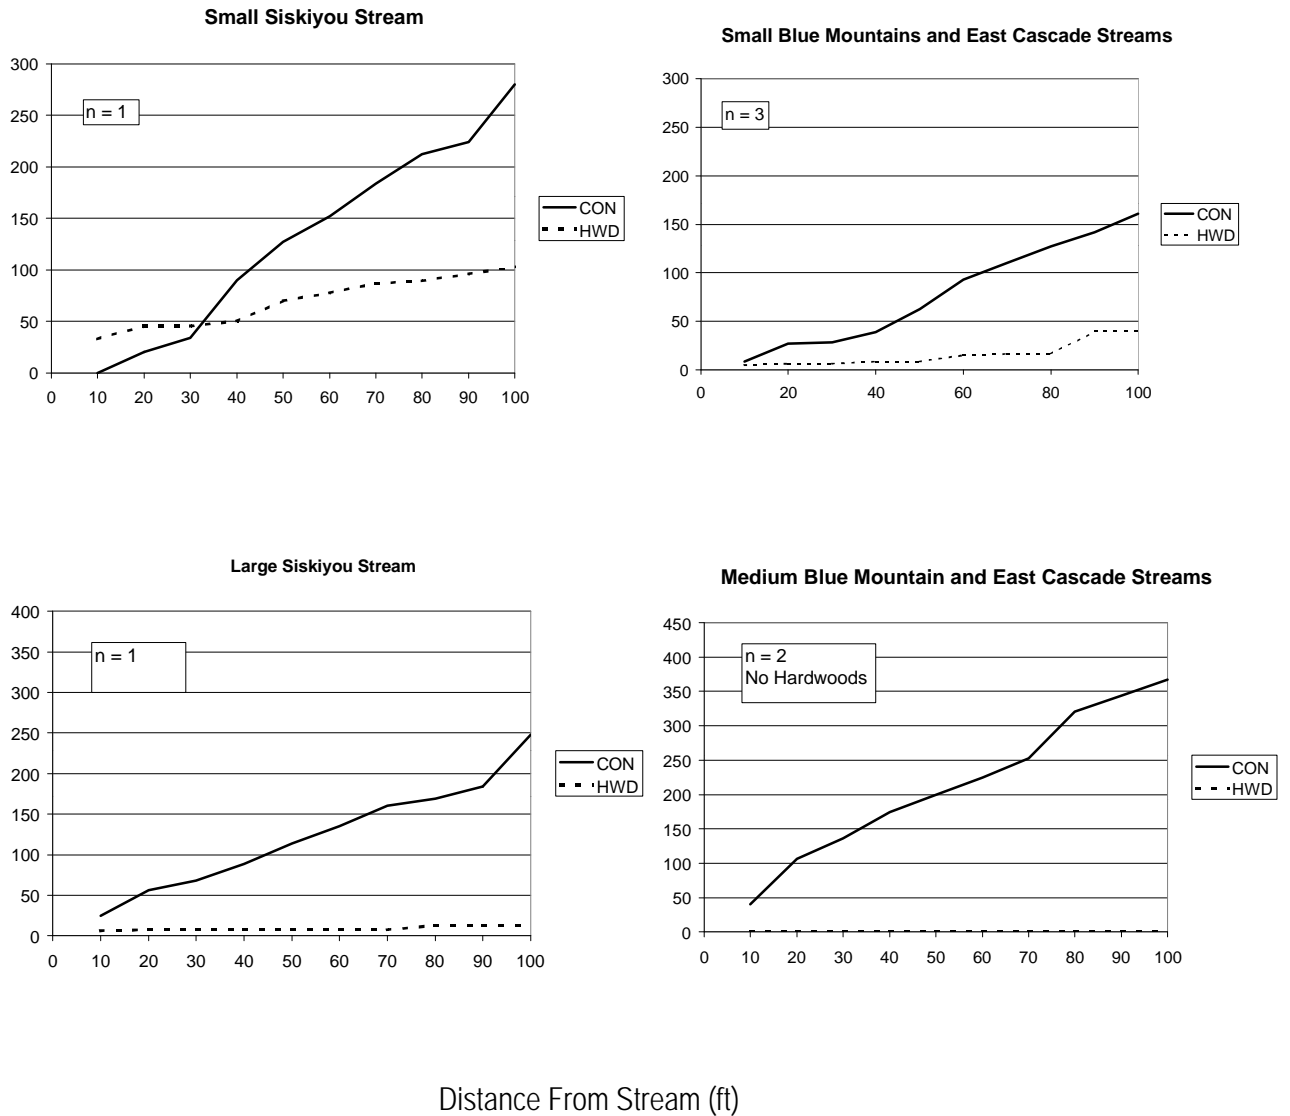 Small Siskiyou Stream
300
250
200
150
100
50
0
n = 1
CON
HWD
0 10 20 30 40 50 60 70 80 90 100
Small Blue Mountains and East Cascade Streams
300
250
200
150
100
50
0
n = 3
CON
HWD
0 20 40 60 80 100
Large Siskiyou Stream
400
350
300
250
200
150
100
50
0
n = 1
CON
HWD
0 10 20 30 40 50 60 70 80 90 100
Medium Blue Mountain and East Cascade Streams
450
400
350
300
250
200
150
100
50
0
n = 2
No Hardwoods
CON
HWD
0 10 20 30 40 50 60 70 80 90 100
Distance From Stream (ft)